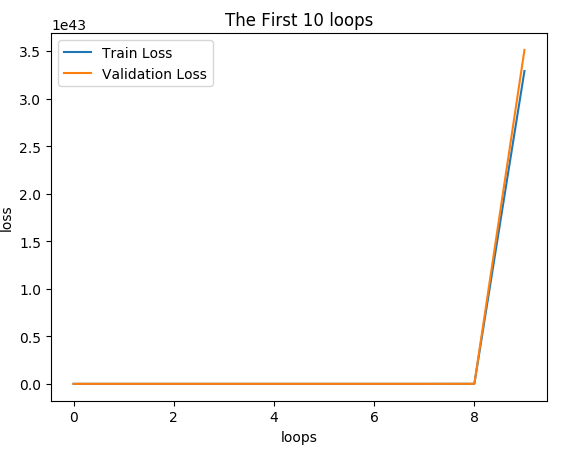 The First 10 loops
1e43
Train Loss
Validation Loss
3.5
3.0
2.5
2.0
1.5
1.0
0.5
0.0
loss
0 2 4 6 8
loops